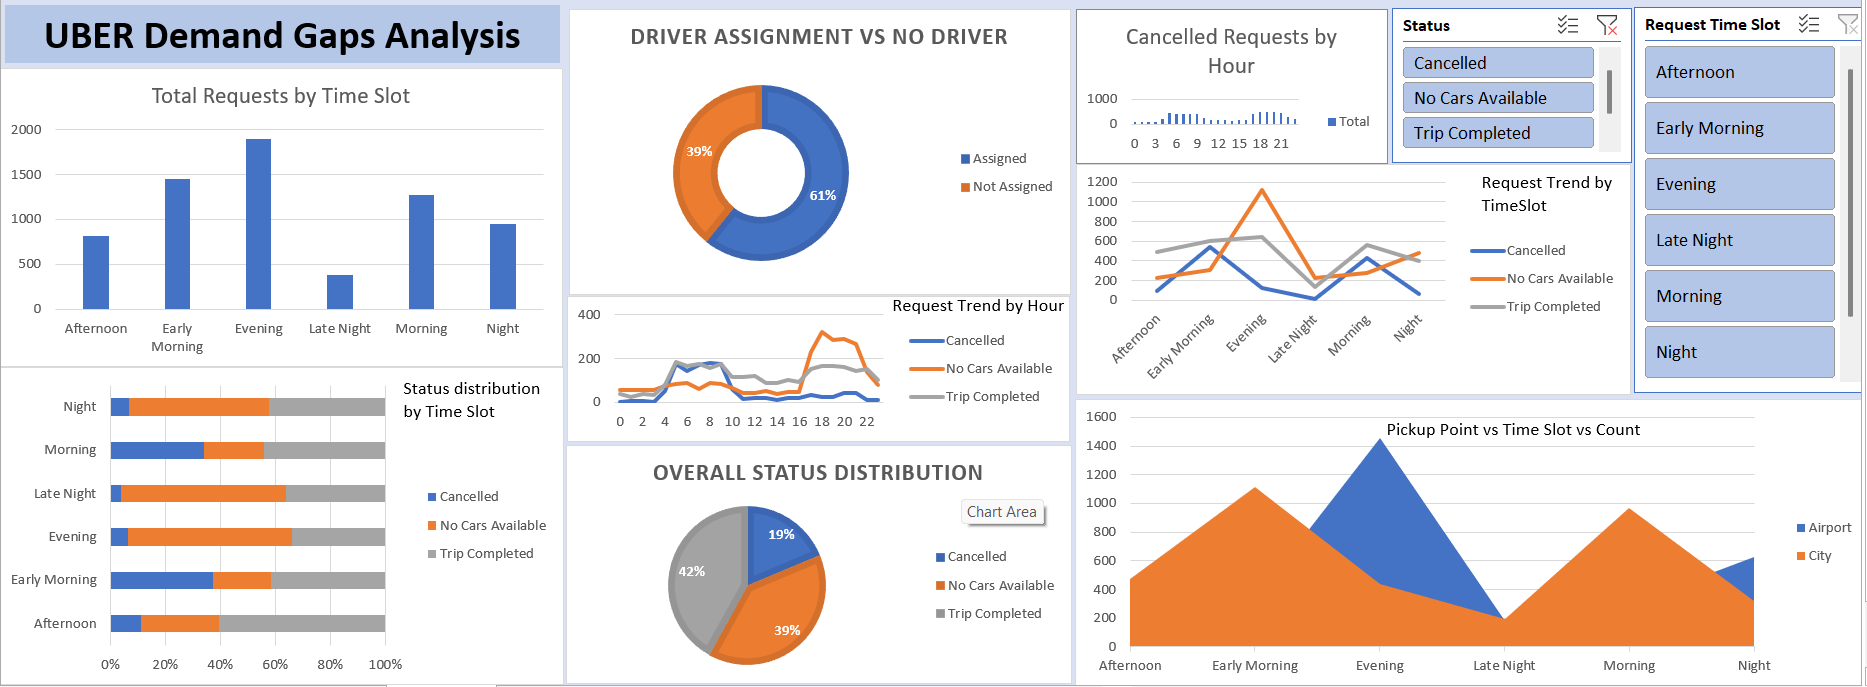 UBER Demand Gaps Analysis
Total Requests by Time Slot
2000
1500
1000
500
0
Afternoon
Early
Morning
Evening
Late Night
Morning
Night
Status distribution
by Time Slot
Night
Morning
Late Night
Evening
Early Morning
Afternoon
0% 20% 40% 60% 80% 100%
Cancelled
No Cars Available
Trip Completed
DRIVER ASSIGNMENT VS NO DRIVER
39%
61%
Assigned
Not Assigned
Request Trend by Hour
400
200
0
0 2 4 6 8 10 12 14 16 18 20 22
Cancelled
No Cars Available
Trip Completed
OVERALL STATUS DISTRIBUTION
Chart Area
19%
42%
39%
Cancelled
No Cars Available
Trip Completed
Cancelled Requests by
Hour
1000
0
0 3 6 9 12 15 18 21
Total
Status
Cancelled
No Cars Available
Trip Completed
Request Time Slot
Afternoon
Early Morning
Evening
Late Night
Morning
Night
Request Trend by
TimeSlot
1200
1000
800
600
400
200
0
Afternoon
Early Morning
Evening
Late Night
Morning
Night
Cancelled
No Cars Available
Trip Completed
Pickup Point vs Time Slot vs Count
1600
1400
1200
1000
800
600
400
200
0
Afternoon
Early Morning
Evening
Late Night
Morning
Night
Airport
City